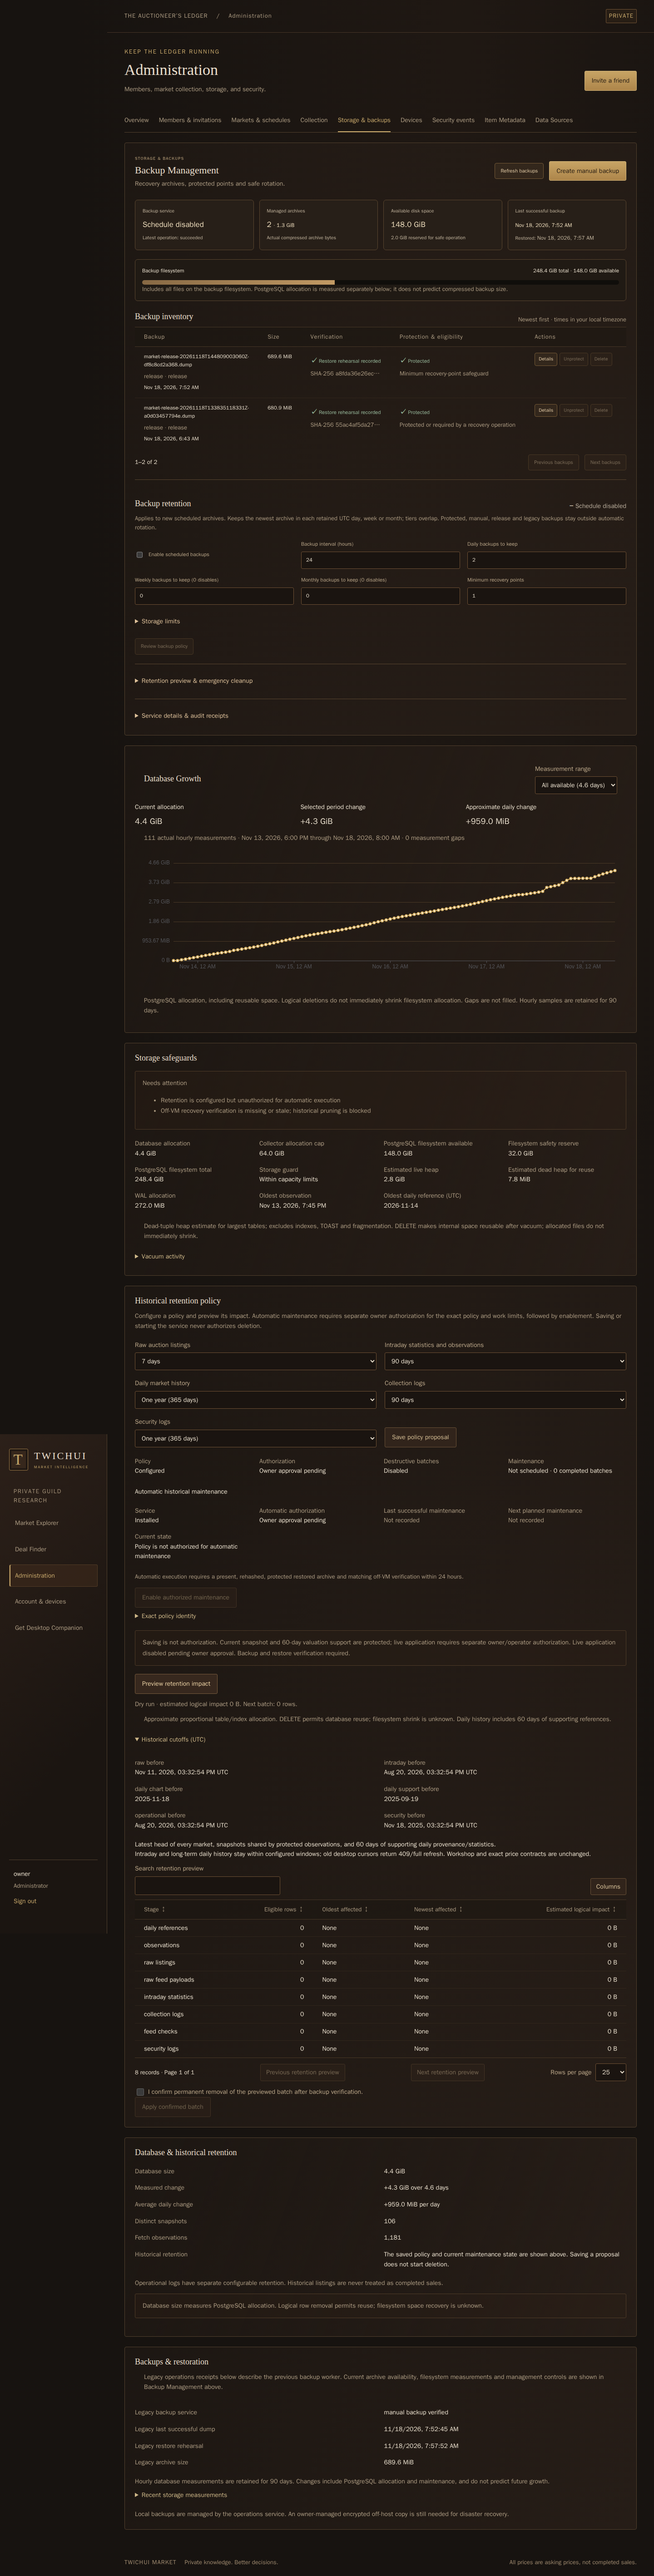 THE AUCTIONEER'S LEDGER / Administration
PRIVATE
KEEP THE LEDGER RUNNING
Administration
Members, market collection, storage, and security.
Invite a friend
Overview Members & invitations Markets & schedules Collection Storage & backups Devices Security events Item Metadata Data Sources
STORAGE & BACKUPS
Backup Management
Recovery archives, protected points and safe rotation.
Refresh backups
Create manual backup
Backup service
Schedule disabled
Latest operation: succeeded
Managed archives
2 · 1.3 GiB
Actual compressed archive bytes
Available disk space
148.0 GiB
2.0 GiB reserved for safe operation
Last successful backup
Nov 18, 2026, 7:52 AM
Restored: Nov 18, 2026, 7:57 AM
Backup filesystem
248.4 GiB total · 148.0 GiB available
Includes all files on the backup filesystem. PostgreSQL allocation is measured separately below; it does not predict compressed backup size.
Backup inventory
Newest first · times in your local timezone
Backup Size Verification Protection & eligibility Actions
689.6 MiB
✓ Restore rehearsal recorded
✓ Protected
Details Unprotect Delete
Minimum recovery-point safeguard
release · release
Nov 18, 2026, 7:52 AM
680.9 MiB
✓ Restore rehearsal recorded
✓ Protected
Details Unprotect Delete
Protected or required by a recovery operation
release · release
Nov 18, 2026, 6:43 AM
1–2 of 2
Previous backups Next backups
Backup retention
— Schedule disabled
Applies to new scheduled archives. Keeps the newest archive in each retained UTC day, week or month; tiers overlap. Protected, manual, release and legacy backups stay outside automatic
rotation.
Enable scheduled backups
Backup interval (hours)
24
Daily backups to keep
2
Weekly backups to keep (0 disables)
0
Monthly backups to keep (0 disables)
0
Minimum recovery points
1
▶ Storage limits
Review backup policy
▶ Retention preview & emergency cleanup
▶ Service details & audit receipts
Database Growth
Measurement range
All available (4.6 days)
Current allocation
4.4 GiB
Selected period change
+4.3 GiB
Approximate daily change
+959.0 MiB
111 actual hourly measurements · Nov 13, 2026, 6:00 PM through Nov 18, 2026, 8:00 AM · 0 measurement gaps
4.66 GiB
3.73 GiB
2.79 GiB
1.86 GiB
953.67 MiB
0 B
Nov 14, 12 AM Nov 15, 12 AM Nov 16, 12 AM Nov 17, 12 AM Nov 18, 12 AM
PostgreSQL allocation, including reusable space. Logical deletions do not immediately shrink filesystem allocation. Gaps are not filled. Hourly samples are retained for 90
days.
Storage safeguards
Needs attention
• Retention is configured but unauthorized for automatic execution
• Off-VM recovery verification is missing or stale; historical pruning is blocked
Database allocation
4.4 GiB
Collector allocation cap
64.0 GiB
PostgreSQL filesystem available
148.0 GiB
Filesystem safety reserve
32.0 GiB
PostgreSQL filesystem total
248.4 GiB
Storage guard
Within capacity limits
Estimated live heap
2.8 GiB
Estimated dead heap for reuse
7.8 MiB
WAL allocation
272.0 MiB
Oldest observation
Nov 13, 2026, 7:45 PM
Oldest daily reference (UTC)
2026-11-14
Dead-tuple heap estimate for largest tables; excludes indexes, TOAST and fragmentation. DELETE makes internal space reusable after vacuum; allocated files do not
immediately shrink.
▶ Vacuum activity
Historical retention policy
Configure a policy and preview its impact. Automatic maintenance requires separate owner authorization for the exact policy and work limits, followed by enablement. Saving or
starting the service never authorizes deletion.
Raw auction listings
7 days
Intraday statistics and observations
90 days
Daily market history
One year (365 days)
Collection logs
90 days
Security logs
One year (365 days)
Save policy proposal
Policy
Configured
Authorization
Owner approval pending
Destructive batches
Disabled
Maintenance
Not scheduled · 0 completed batches
Automatic historical maintenance
Service
Installed
Automatic authorization
Owner approval pending
Last successful maintenance
Not recorded
Next planned maintenance
Not recorded
Current state
Policy is not authorized for automatic
maintenance
Automatic execution requires a present, rehashed, protected restored archive and matching off-VM verification within 24 hours.
Enable authorized maintenance
▶ Exact policy identity
Saving is not authorization. Current snapshot and 60-day valuation support are protected; live application requires separate owner/operator authorization. Live application
disabled pending owner approval. Backup and restore verification required.
Preview retention impact
Dry run · estimated logical impact 0 B. Next batch: 0 rows.
Approximate proportional table/index allocation. DELETE permits database reuse; filesystem shrink is unknown. Daily history includes 60 days of supporting references.
▼ Historical cutoffs (UTC)
raw before
Nov 11, 2026, 03:32:54 PM UTC
intraday before
Aug 20, 2026, 03:32:54 PM UTC
daily chart before
2025-11-18
daily support before
2025-09-19
operational before
Aug 20, 2026, 03:32:54 PM UTC
security before
Nov 18, 2025, 03:32:54 PM UTC
Latest head of every market, snapshots shared by protected observations, and 60 days of supporting daily provenance/statistics.
Intraday and long-term daily history stay within configured windows; old desktop cursors return 409/full refresh. Workshop and exact price contracts are unchanged.
Search retention preview
Columns
Stage Eligible rows Oldest affected Newest affected Estimated logical impact
daily references 0 None None 0 B
observations 0 None None 0 B
raw listings 0 None None 0 B
raw feed payloads 0 None None 0 B
intraday statistics 0 None None 0 B
collection logs 0 None None 0 B
feed checks 0 None None 0 B
security logs 0 None None 0 B
8 records · Page 1 of 1
Previous retention preview
Next retention preview
Rows per page 25
I confirm permanent removal of the previewed batch after backup verification.
Apply confirmed batch
Database & historical retention
Database size 4.4 GiB
Measured change +4.3 GiB over 4.6 days
Average daily change +959.0 MiB per day
Distinct snapshots 106
Fetch observations 1,181
Historical retention The saved policy and current maintenance state are shown above. Saving a proposal
does not start deletion.
Operational logs have separate configurable retention. Historical listings are never treated as completed sales.
Database size measures PostgreSQL allocation. Logical row removal permits reuse; filesystem space recovery is unknown.
Backups & restoration
Legacy operations receipts below describe the previous backup worker. Current archive availability, filesystem measurements and management controls are shown in
Backup Management above.
Legacy backup service manual backup verified
Legacy last successful dump 11/18/2026, 7:52:45 AM
Legacy restore rehearsal 11/18/2026, 7:57:52 AM
Legacy archive size 689.6 MiB
Hourly database measurements are retained for 90 days. Changes include PostgreSQL allocation and maintenance, and do not predict future growth.
▶ Recent storage measurements
Local backups are managed by the operations service. An owner-managed encrypted off-host copy is still needed for disaster recovery.
TWICHUI MARKET Private knowledge. Better decisions.
All prices are asking prices, not completed sales.
T
TWICHUI
MARKET INTELLIGENCE
PRIVATE GUILD
RESEARCH
Market Explorer
Deal Finder
Administration
Account & devices
Get Desktop Companion
owner
Administrator
Sign out